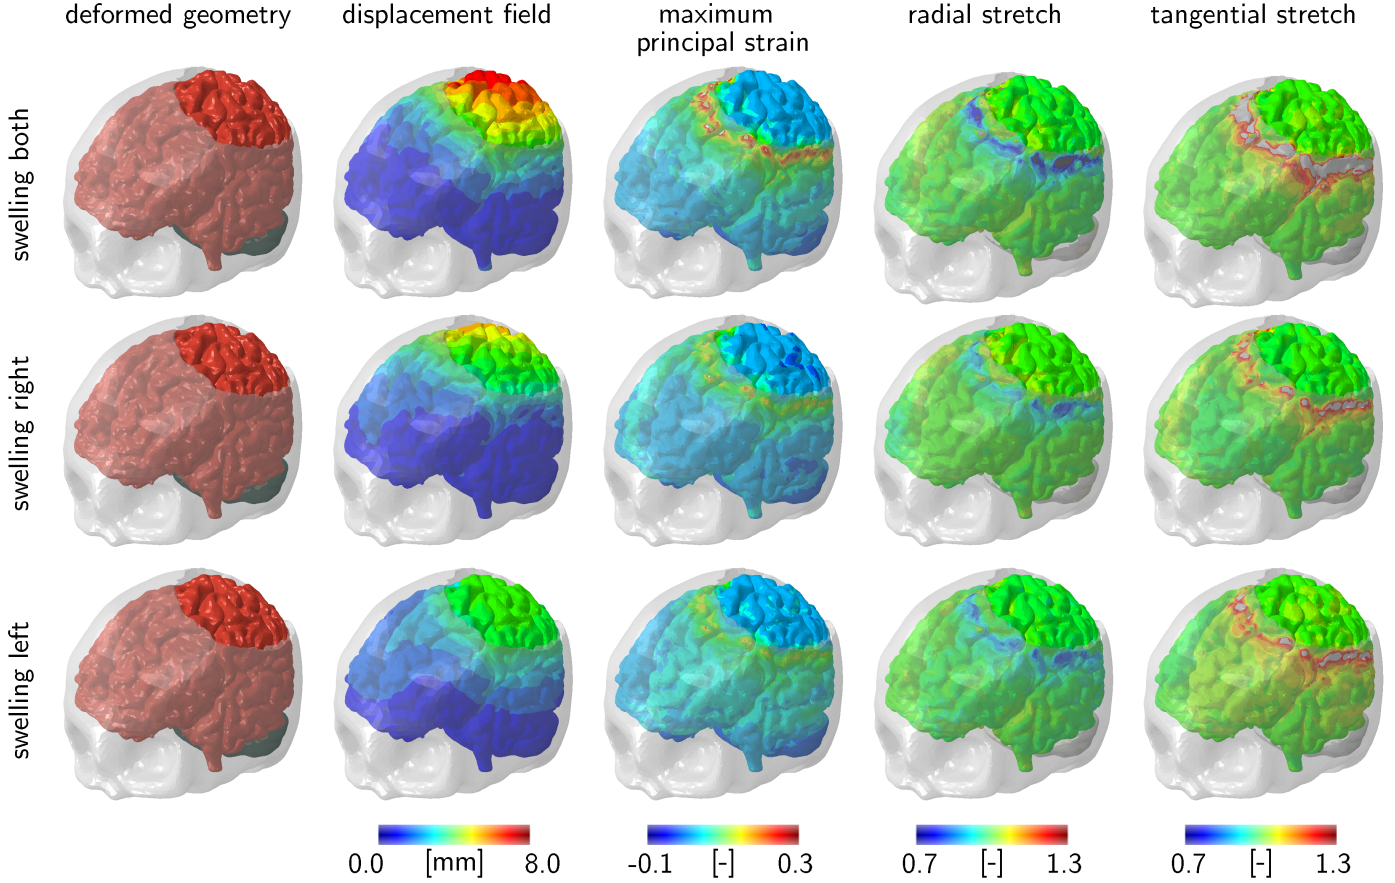 deformed geometry
displacement field
maximum
principal strain
radial stretch
tangential stretch
swelling both
swelling right
swelling left
0.0 [mm] 8.0
-0.1 [-] 0.3
0.7 [-] 1.3
0.7 [-] 1.3